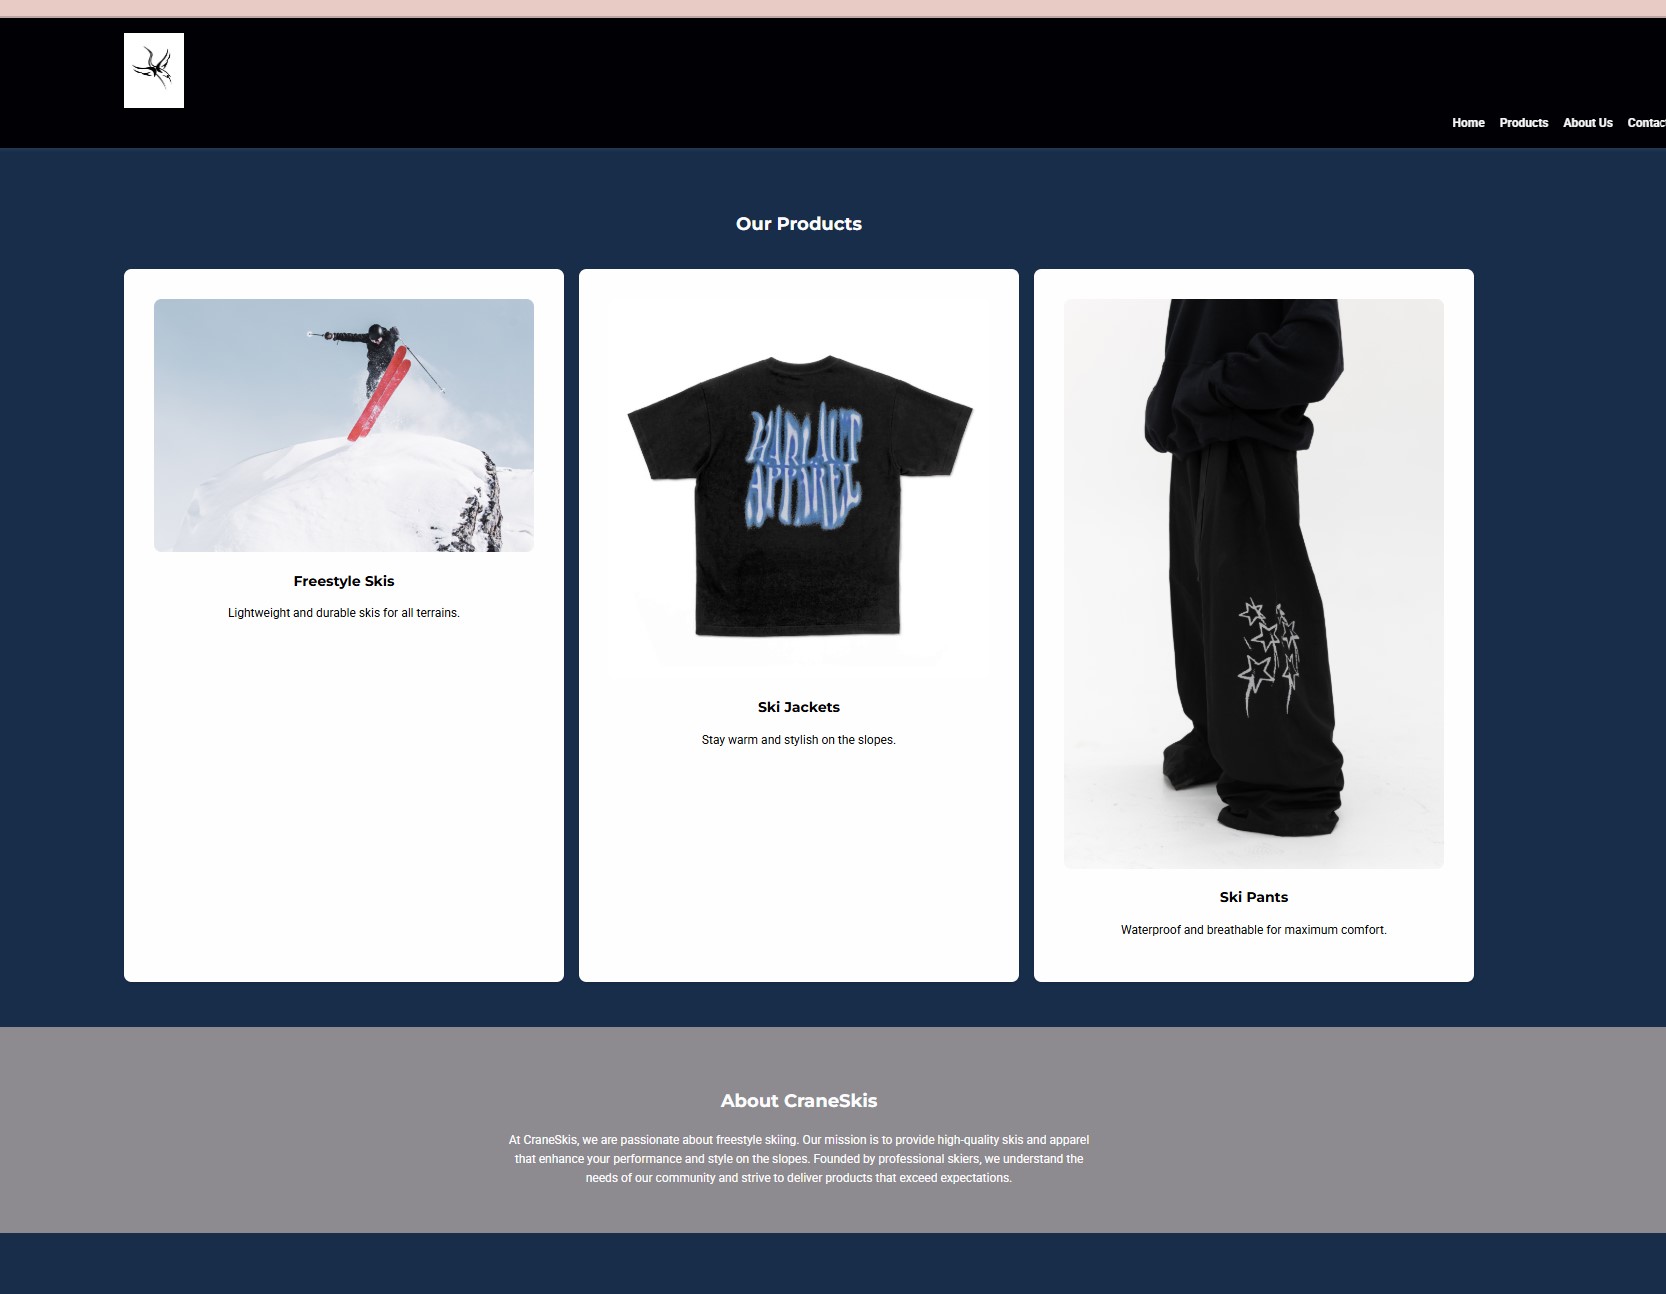 Home Products About Us
Our Products
WARLAUT
APPAREL
Freestyle Skis
Lightweight and durable skis for all terrains.
Ski Jackets
Stay warm and stylish on the slopes.
Ski Pants
Waterproof and breathable for maximum comfort.
About CraneSkis
At CraneSkis, we are passionate about freestyle skiing. Our mission is to provide high-quality skis and apparel
that enhance your performance and style on the slopes. Founded by professional skiers, we understand the
needs of our community and strive to deliver products that exceed expectations.